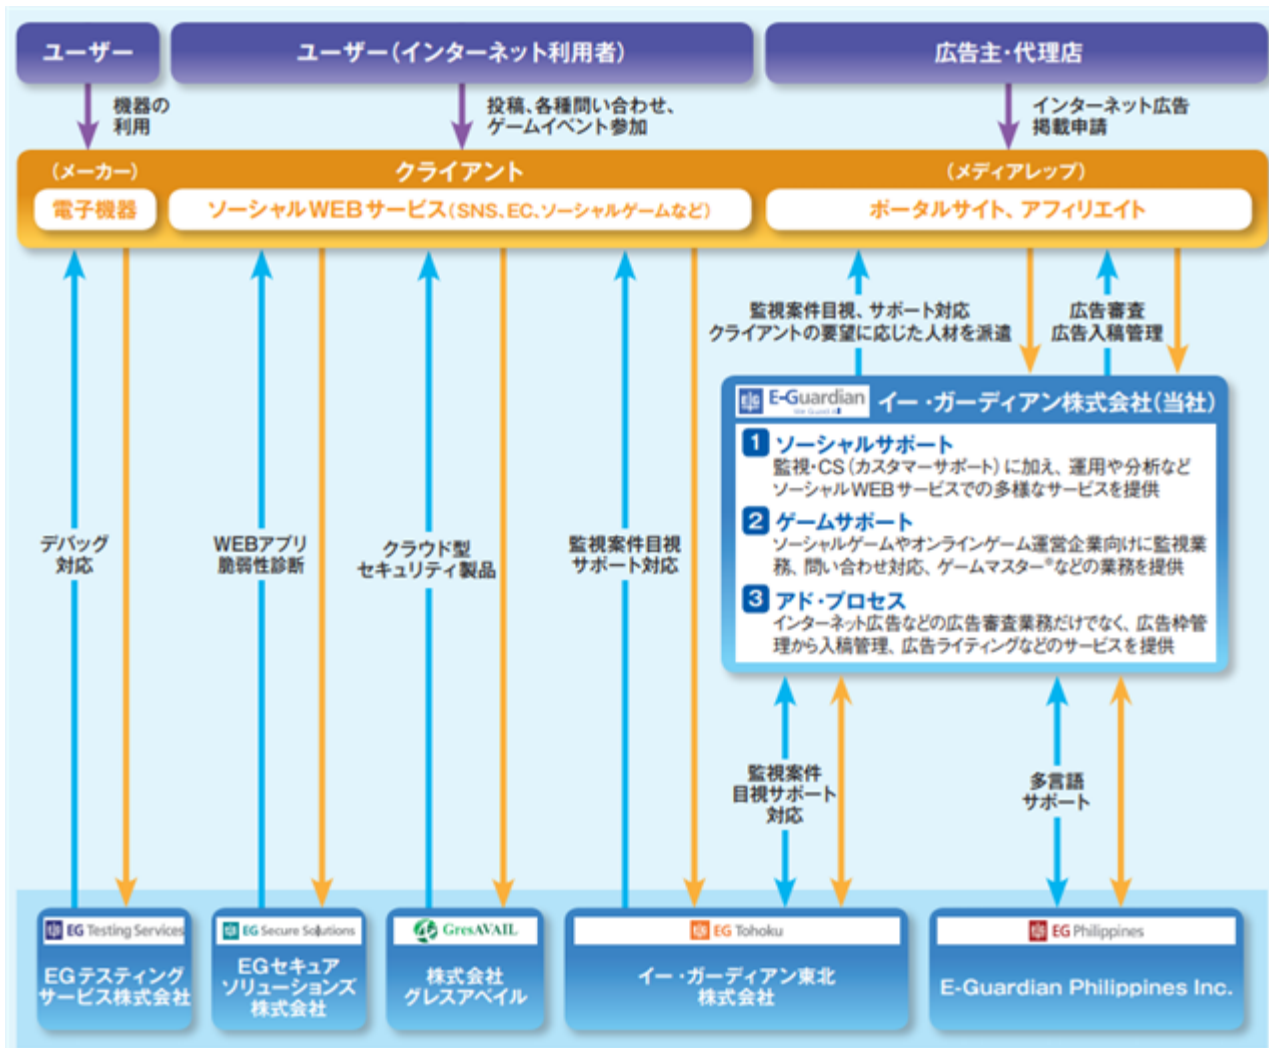 ユーザー
ユーザー（インターネット利用者）
広告主・代理店
機器の
利用
投稿、各種問い合わせ、
ゲームイベント参加
インターネット広告
掲載申請
（メーカー）
クライアント
（メディアレップ）
電子機器
ソーシャルWEBサービス（SNS、EC、ソーシャルゲームなど）
ポータルサイト、アフィリエイト
監視案件目視、サポート対応
クライアントの要望に応じた人材を派遣
広告審査
広告入稿管理
E-Guardian
We Guard All
イー・ガーディアン株式会社（当社）
1 ソーシャルサポート
監視・CS（カスタマーサポート）に加え、運用や分析など
ソーシャルWEBサービスでの多様なサービスを提供
2 ゲームサポート
ソーシャルゲームやオンラインゲーム運営企業向けに監視業
務、問い合わせ対応、ゲームマスター※などの業務を提供
3 アド・プロセス
インターネット広告などの広告審査業務だけでなく、広告枠管
理から入稿管理、広告ライティングなどのサービスを提供
デバッグ
対応
WEBアプリ
脆弱性診断
クラウド型
セキュリティ製品
監視案件目視
サポート対応
監視案件
目視サポート
対応
多言語
サポート
EG Testing Services
EGテスティング
サービス株式会社
EG Secure Solutions
EGセキュア
ソリューションズ
株式会社
GresAVAIL
株式会社
グレスアベイル
EG Tohoku
イー・ガーディアン東北
株式会社
EG Philippines
E-Guardian Philippines Inc.